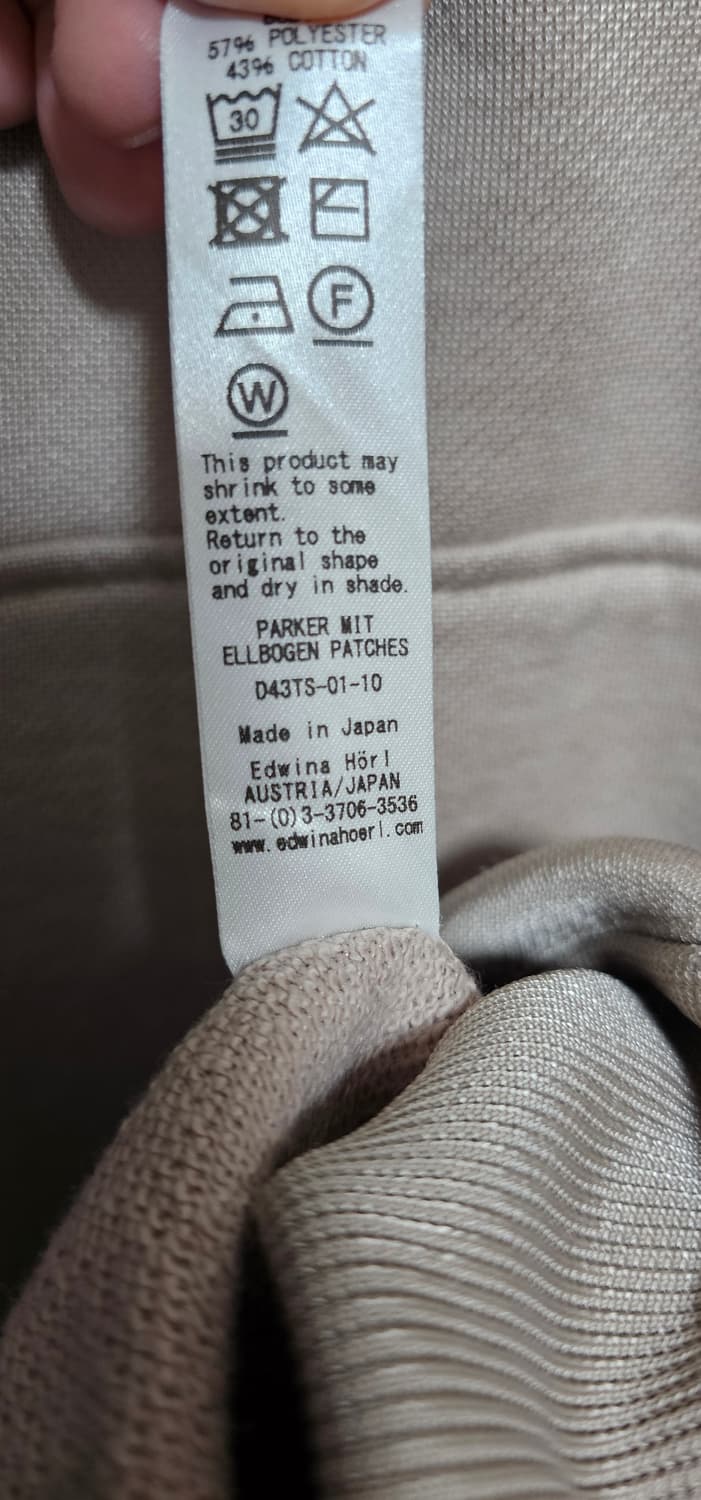 57% POLYESTER
43% COTTON
30
F
W
This product may
shrink to some
extent.
Return to the
original shape
and dry in shade.
PARKER MIT
ELLBOGEN PATCHES
D43TS-01-10
Made in Japan
Edwina Hörl
AUSTRIA/JAPAN
81-(0)3-3706-3536
www.edwinahoerl.com